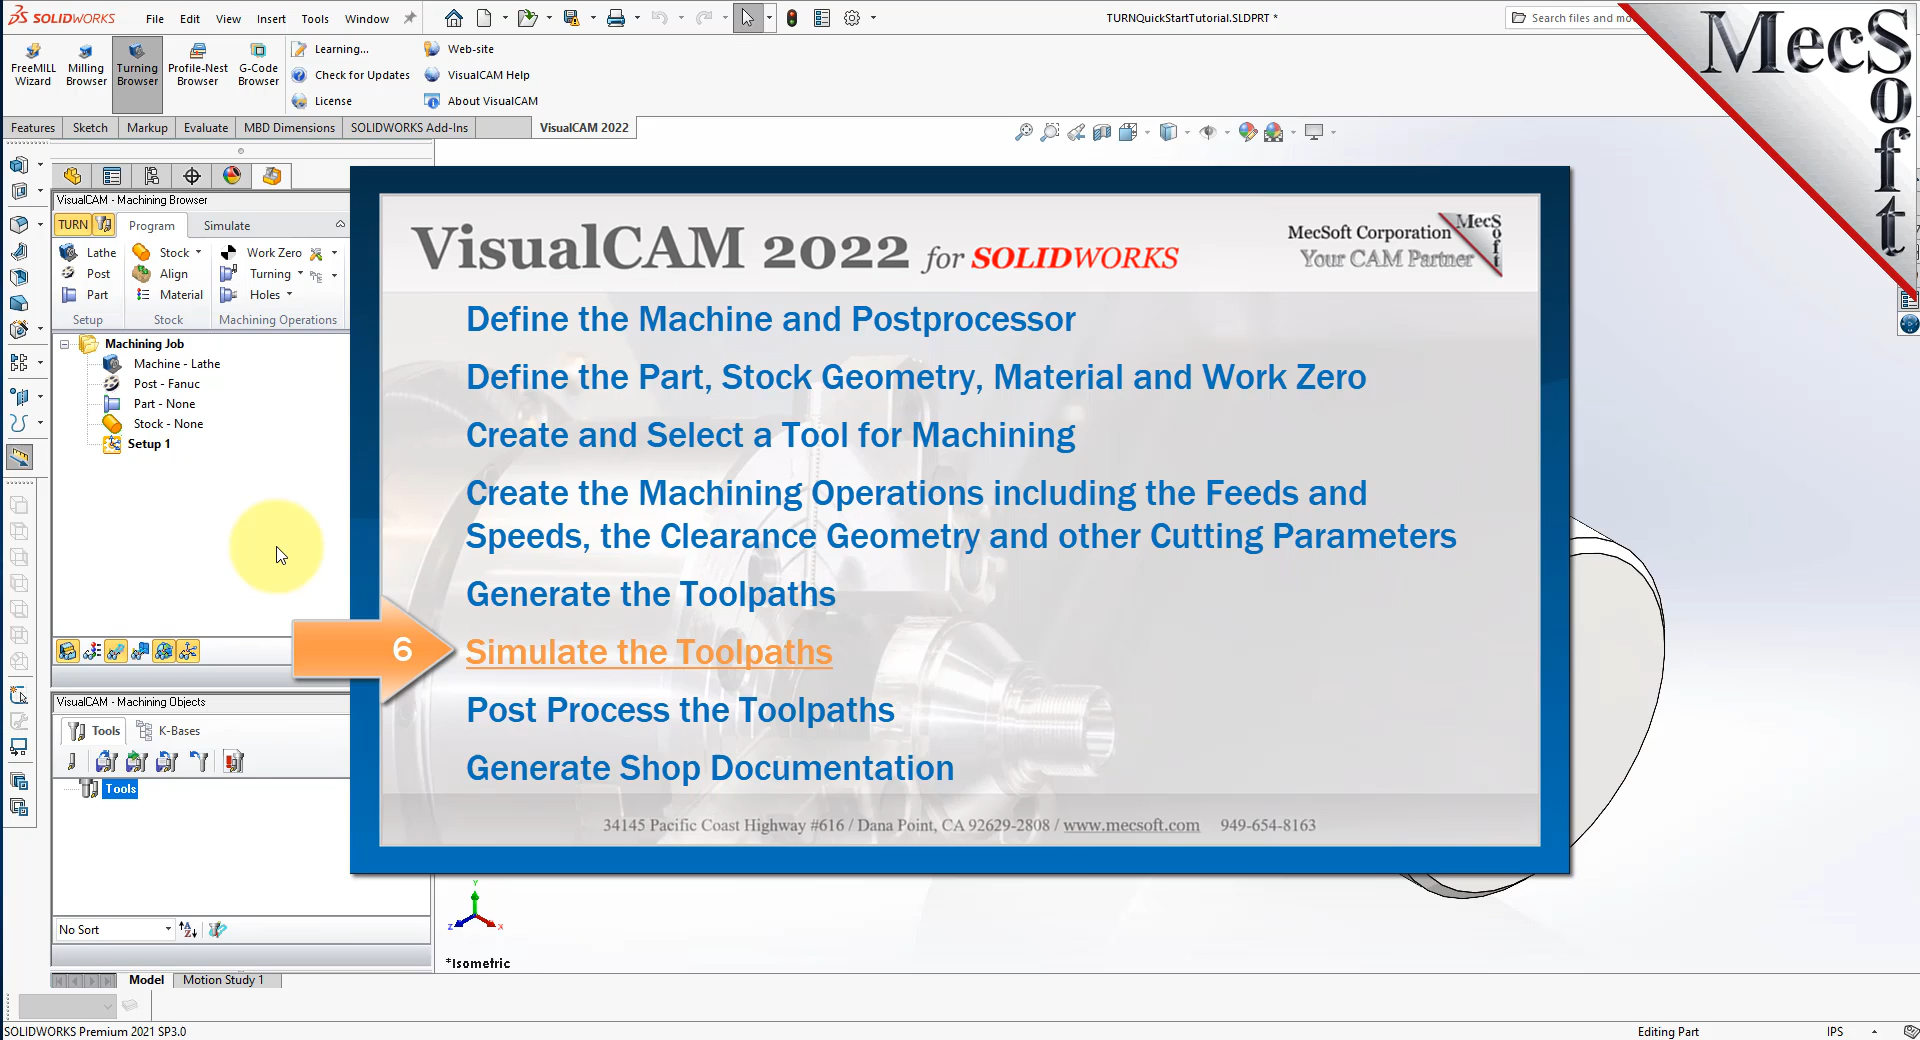 SOLIDWORKS File Edit View Insert Tools Window
TURNQuickStartTutorial.SLDPRT *
Search files and mo
MecSoft
FreeMILL Wizard
Milling Browser
Turning Browser
Profile-Nest Browser
G-Code Browser
Learning...
Check for Updates
License
Web-site
VisualCAM Help
About VisualCAM
Features Sketch Markup Evaluate MBD Dimensions SOLIDWORKS Add-Ins VisualCAM 2022
VisualCAM - Machining Browser
TURN Program Simulate
Lathe Stock Work Zero
Post Align Turning
Part Material Holes
Setup Stock Machining Operations
Machining Job
Machine - Lathe
Post - Fanuc
Part - None
Stock - None
Setup 1
VisualCAM - Machining Objects
Tools K-Bases
Tools
No Sort
VisualCAM 2022 for SOLIDWORKS
MecSoft Corporation
Your CAM Partner
MecSoft
Define the Machine and Postprocessor
Define the Part, Stock Geometry, Material and Work Zero
Create and Select a Tool for Machining
Create the Machining Operations including the Feeds and
Speeds, the Clearance Geometry and other Cutting Parameters
Generate the Toolpaths
6 Simulate the Toolpaths
Post Process the Toolpaths
Generate Shop Documentation
34145 Pacific Coast Highway #616 / Dana Point, CA 92629-2808 / www.mecsoft.com 949-654-8163
Y
Z X
*Isometric
Model Motion Study 1
SOLIDWORKS Premium 2021 SP3.0
Editing Part IPS